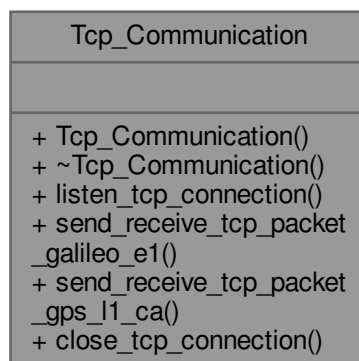 Tcp_Communication
+ Tcp_Communication()
+ ~Tcp_Communication()
+ listen_tcp_connection()
+ send_receive_tcp_packet
_galileo_e1()
+ send_receive_tcp_packet
_gps_l1_ca()
+ close_tcp_connection()